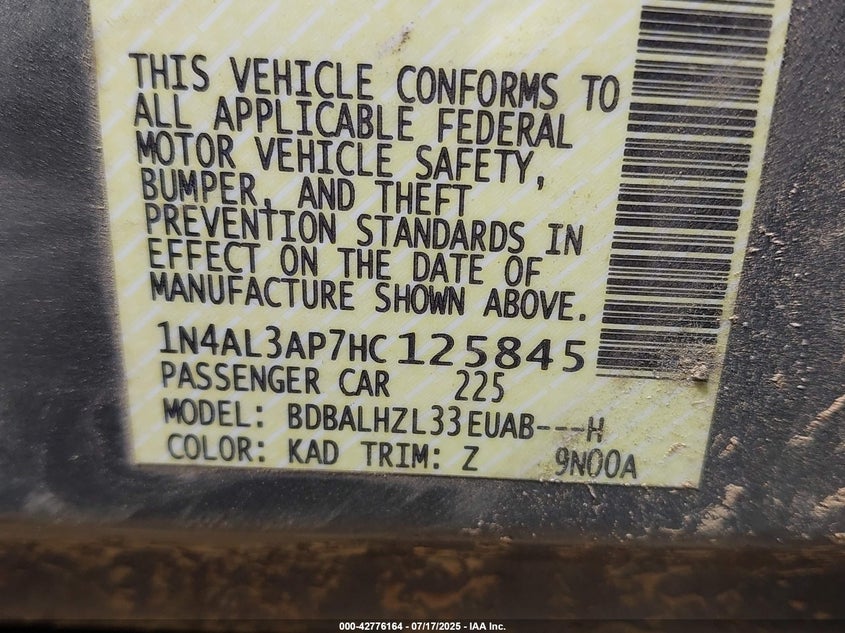 THIS VEHICLE CONFORMS TO
ALL APPLICABLE FEDERAL
MOTOR VEHICLE SAFETY,
BUMPER, AND THEFT
PREVENTION STANDARDS IN
EFFECT ON THE DATE OF
MANUFACTURE SHOWN ABOVE.
1N4AL3AP7HC125845
PASSENGER CAR 225
MODEL: BDBALHZL33EUAB---H
COLOR: KAD TRIM: Z 9N00A
000-42776164 - 07/17/2025 - IAA Inc.